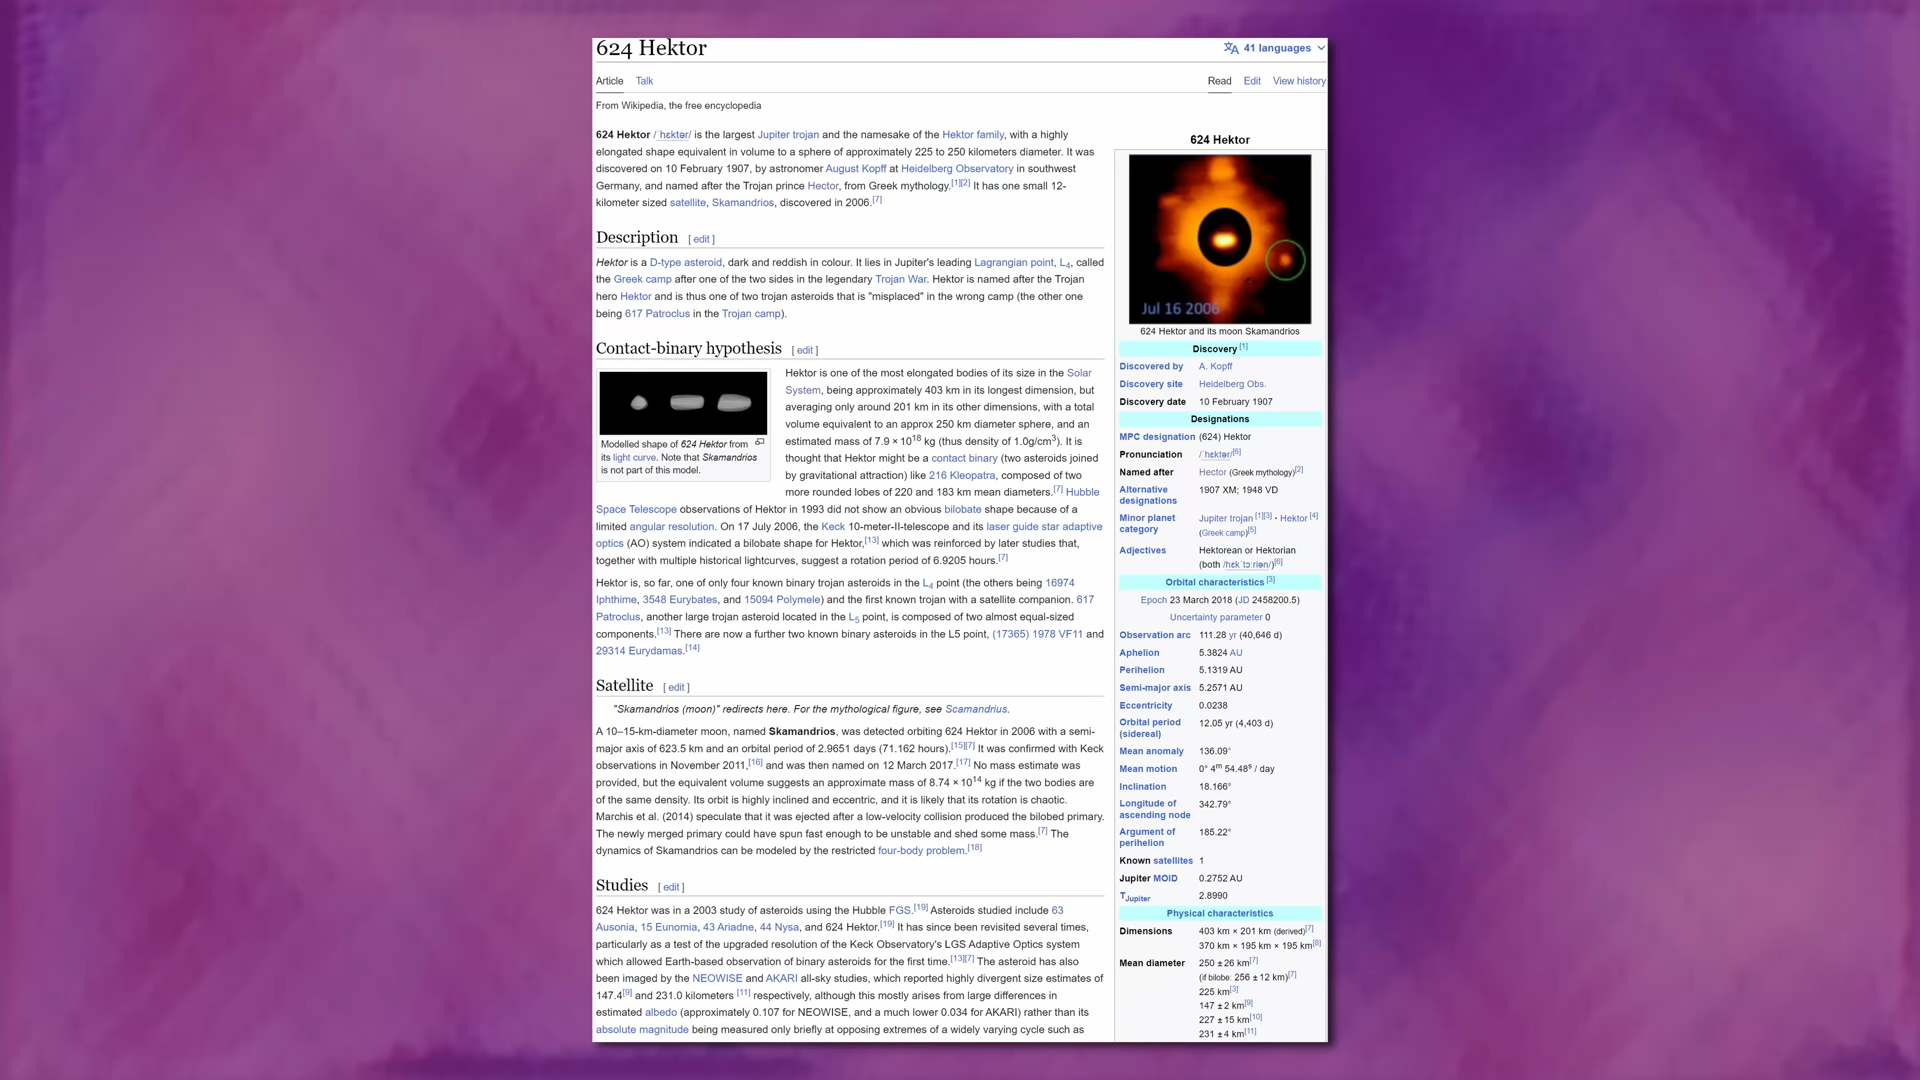 624 Hektor
41 languages
Article Talk
Read Edit View history
From Wikipedia, the free encyclopedia
624 Hektor /ˈhɛktər/ is the largest Jupiter trojan and the namesake of the Hektor family, with a highly
elongated shape equivalent in volume to a sphere of approximately 225 to 250 kilometers diameter. It was
discovered on 10 February 1907, by astronomer August Kopff at Heidelberg Observatory in southwest
Germany, and named after the Trojan prince Hector, from Greek mythology.[1][2] It has one small 12-
kilometer sized satellite, Skamandrios, discovered in 2006.[7]
Description [ edit ]
Hektor is a D-type asteroid, dark and reddish in colour. It lies in Jupiter's leading Lagrangian point, L4, called
the Greek camp after one of the two sides in the legendary Trojan War. Hektor is named after the Trojan
hero Hektor and is thus one of two trojan asteroids that is "misplaced" in the wrong camp (the other one
being 617 Patroclus in the Trojan camp).
Contact-binary hypothesis [ edit ]
Modelled shape of 624 Hektor from
its light curve. Note that Skamandrios
is not part of this model.
Hektor is one of the most elongated bodies of its size in the Solar
System, being approximately 403 km in its longest dimension, but
averaging only around 201 km in its other dimensions, with a total
volume equivalent to an approx 250 km diameter sphere, and an
estimated mass of 7.9 × 10^18 kg (thus density of 1.0g/cm^3). It is
thought that Hektor might be a contact binary (two asteroids joined
by gravitational attraction) like 216 Kleopatra, composed of two
more rounded lobes of 220 and 183 km mean diameters.[7] Hubble
Space Telescope observations of Hektor in 1993 did not show an obvious bilobate shape because of a
limited angular resolution. On 17 July 2006, the Keck 10-meter-II-telescope and its laser guide star adaptive
optics (AO) system indicated a bilobate shape for Hektor,[13] which was reinforced by later studies that,
together with multiple historical lightcurves, suggest a rotation period of 6.9205 hours.[7]
Hektor is, so far, one of only four known binary trojan asteroids in the L4 point (the others being 16974
Iphthime, 3548 Eurybates, and 15094 Polymele) and the first known trojan with a satellite companion. 617
Patroclus, another large trojan asteroid located in the L5 point, is composed of two almost equal-sized
components.[13] There are now a further two known binary asteroids in the L5 point, (17365) 1978 VF11 and
29314 Eurydamas.[14]
Satellite [ edit ]
"Skamandrios (moon)" redirects here. For the mythological figure, see Scamandrius.
A 10–15-km-diameter moon, named Skamandrios, was detected orbiting 624 Hektor in 2006 with a semi-
major axis of 623.5 km and an orbital period of 2.9651 days (71.162 hours).[15][7] It was confirmed with Keck
observations in November 2011,[16] and was then named on 12 March 2017.[17] No mass estimate was
provided, but the equivalent volume suggests an approximate mass of 8.74 × 10^14 kg if the two bodies are
of the same density. Its orbit is highly inclined and eccentric, and it is likely that its rotation is chaotic.
Marchis et al. (2014) speculate that it was ejected after a low-velocity collision produced the bilobed primary.
The newly merged primary could have spun fast enough to be unstable and shed some mass.[7] The
dynamics of Skamandrios can be modeled by the restricted four-body problem.[18]
Studies [ edit ]
624 Hektor was in a 2003 study of asteroids using the Hubble FGS.[19] Asteroids studied include 63
Ausonia, 15 Eunomia, 43 Ariadne, 44 Nysa, and 624 Hektor.[19] It has since been revisited several times,
particularly as a test of the upgraded resolution of the Keck Observatory's LGS Adaptive Optics system
which allowed Earth-based observation of binary asteroids for the first time.[13][7] The asteroid has also
been imaged by the NEOWISE and AKARI all-sky studies, which reported highly divergent size estimates of
147.4[9] and 231.0 kilometers [11] respectively, although this mostly arises from large differences in
estimated albedo (approximately 0.107 for NEOWISE, and a much lower 0.034 for AKARI) rather than its
absolute magnitude being measured only briefly at opposing extremes of a widely varying cycle such as
624 Hektor
Jul 16 2006
624 Hektor and its moon Skamandrios
Discovery [1]
Discovered by A. Kopff
Discovery site Heidelberg Obs.
Discovery date 10 February 1907
Designations
MPC designation (624) Hektor
Pronunciation /ˈhɛktər/[6]
Named after Hector (Greek mythology)[2]
Alternative
designations 1907 XM; 1948 VD
Minor planet
category Jupiter trojan [1][3] · Hektor [4]
(Greek camp)[5]
Adjectives Hektorean or Hektorian
(both /hɛkˈtɔːriən/)[6]
Orbital characteristics [3]
Epoch 23 March 2018 (JD 2458200.5)
Uncertainty parameter 0
Observation arc 111.28 yr (40,646 d)
Aphelion 5.3824 AU
Perihelion 5.1319 AU
Semi-major axis 5.2571 AU
Eccentricity 0.0238
Orbital period
(sidereal) 12.05 yr (4,403 d)
Mean anomaly 136.09°
Mean motion 0° 4m 54.48s / day
Inclination 18.166°
Longitude of
ascending node 342.79°
Argument of
perihelion 185.22°
Known satellites 1
Jupiter MOID 0.2752 AU
TJupiter 2.8990
Physical characteristics
Dimensions 403 km × 201 km (derived)[7]
370 km × 195 km × 195 km[8]
Mean diameter 250 ± 26 km[7]
(if bilobe: 256 ± 12 km)[7]
225 km[3]
147 ± 2 km[9]
227 ± 15 km[10]
231 ± 4 km[11]